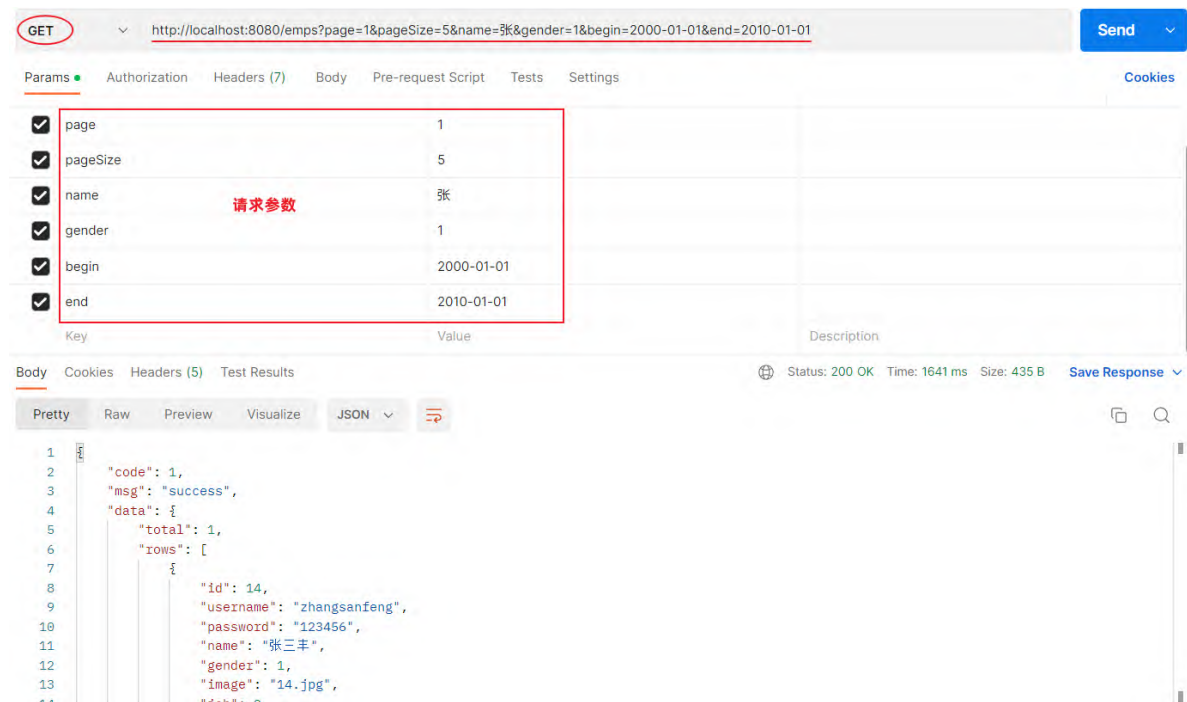 GET http://localhost:8080/emps?page=1&pageSize=5&name=张&gender=1&begin=2000-01-01&end=2010-01-01 Send
Params Authorization Headers (7) Body Pre-request Script Tests Settings Cookies
page 1
pageSize 5
name 张
请求参数
gender 1
begin 2000-01-01
end 2010-01-01
Key Value Description
Body Cookies Headers (5) Test Results Status: 200 OK Time: 1641 ms Size: 435 B Save Response
Pretty Raw Preview Visualize JSON
1 {
2 "code": 1,
3 "msg": "success",
4 "data": {
5 "total": 1,
6 "rows": [
7 {
8 "id": 14,
9 "username": "zhangsanfeng",
10 "password": "123456",
11 "name": "张三丰",
12 "gender": 1,
13 "image": "14.jpg",